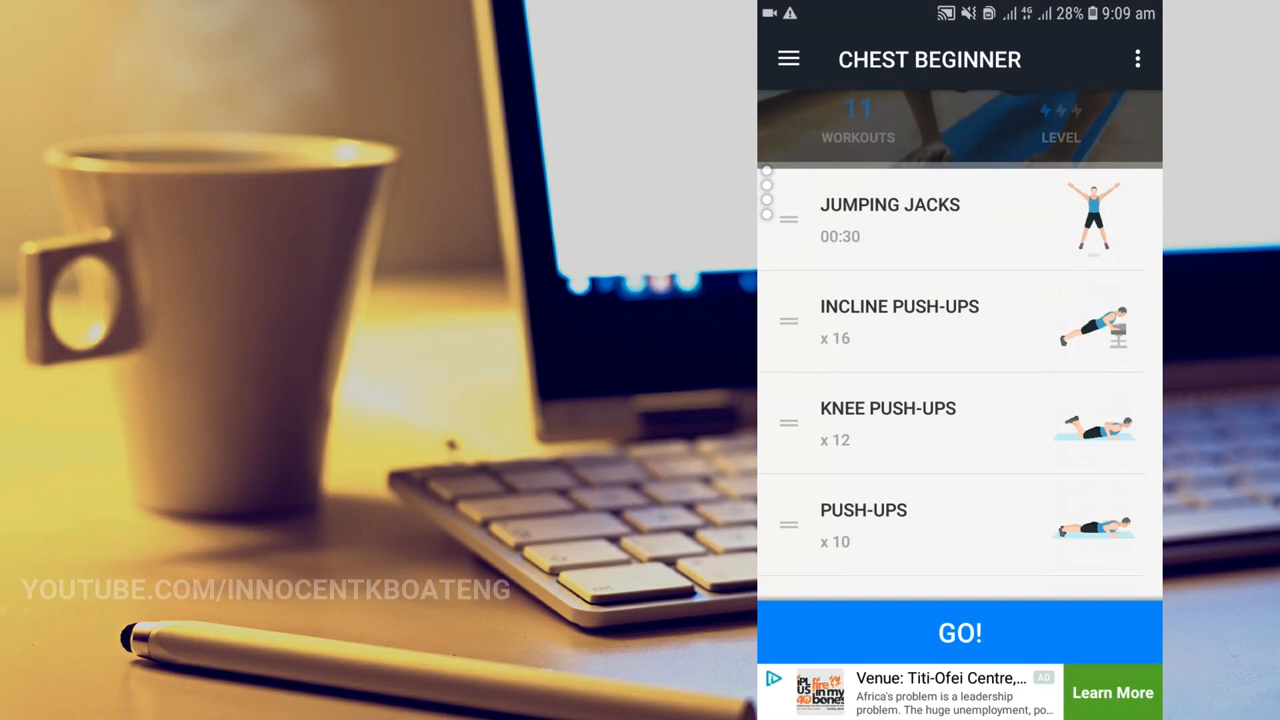 28% 9:09 am
CHEST BEGINNER
11
WORKOUTS
LEVEL
JUMPING JACKS
00:30
INCLINE PUSH-UPS
x 16
KNEE PUSH-UPS
x 12
PUSH-UPS
x 10
GO!
Venue: Titi-Ofei Centre,... AD
Africa's problem is a leadership
problem. The huge unemployment, po...
Learn More
YOUTUBE.COM/INNOCENTKBOATENG